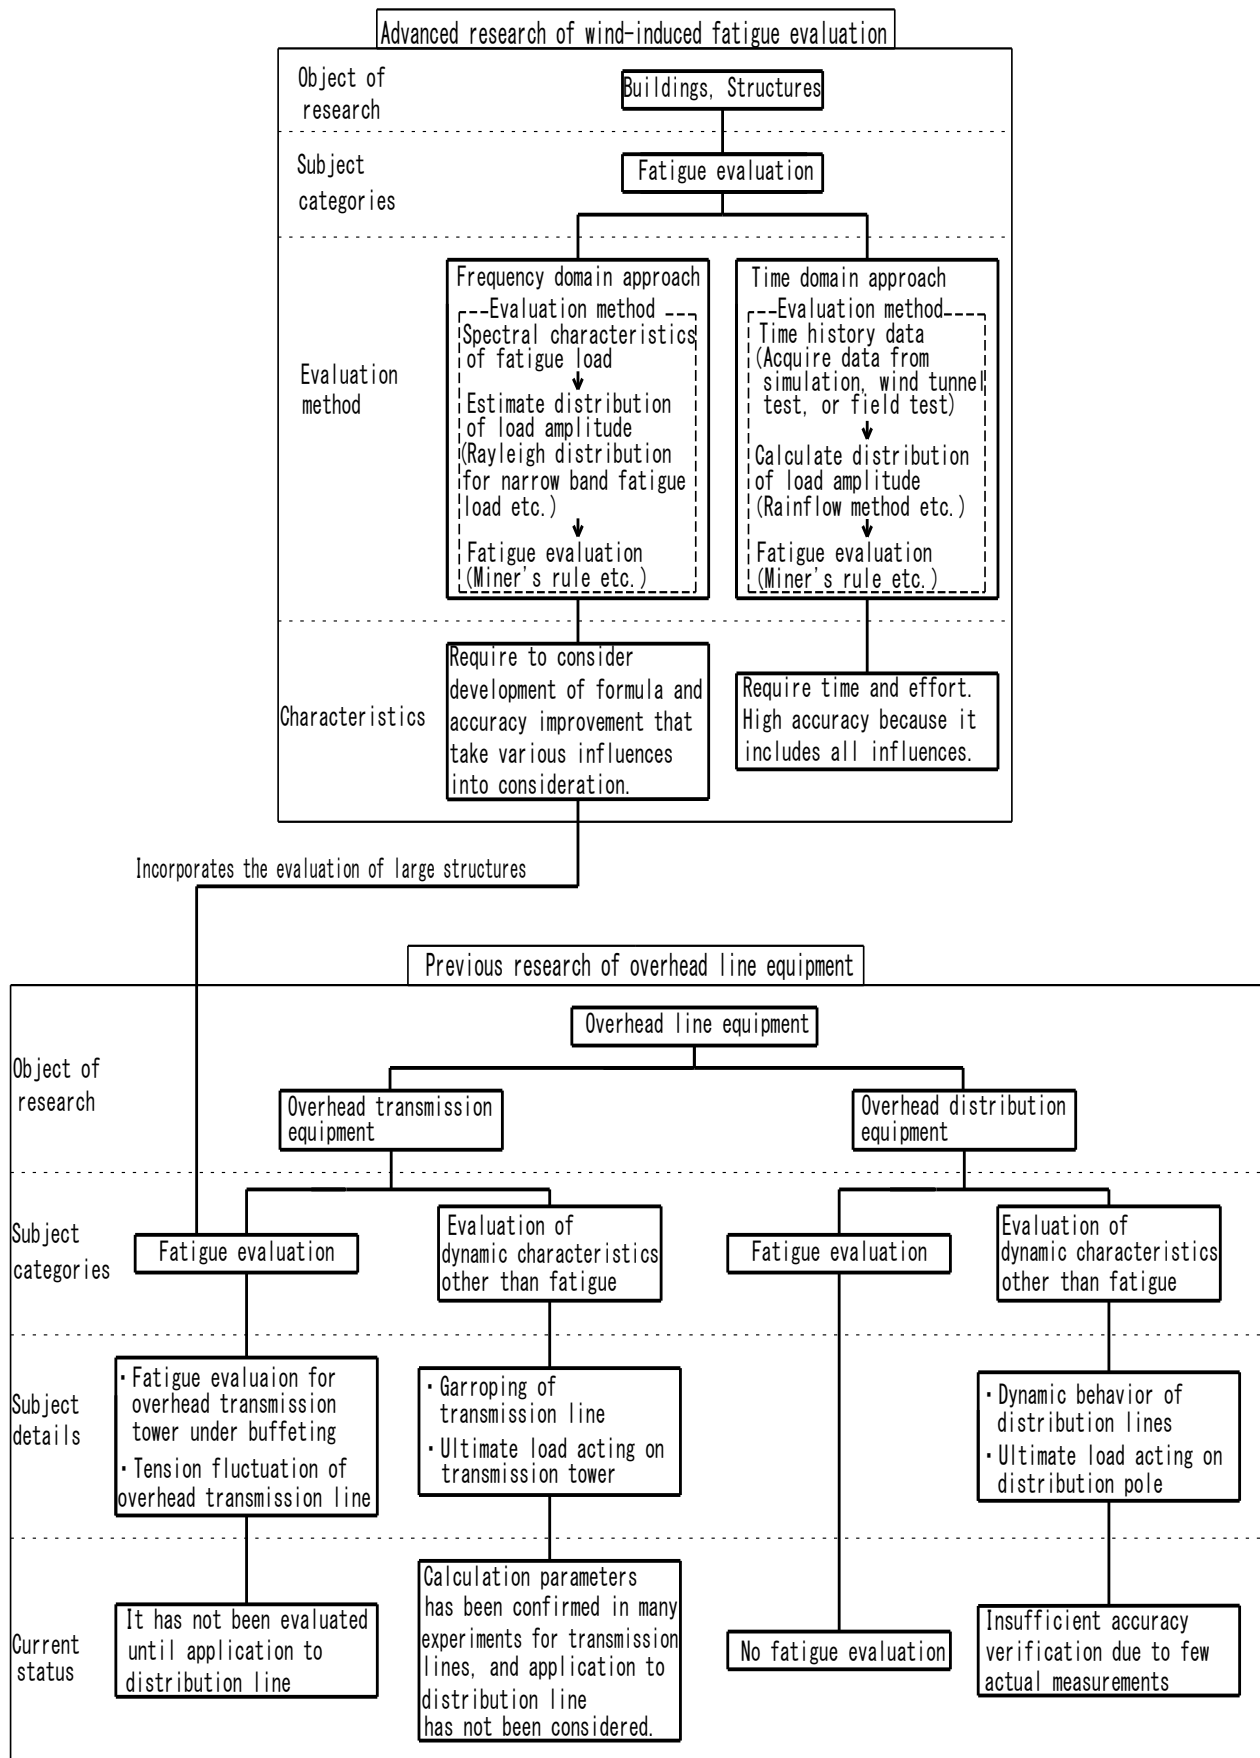 Advanced research of wind-induced fatigue evaluation
Object of
research
Buildings, Structures
Subject
categories
Fatigue evaluation
Evaluation
method
Frequency domain approach
Evaluation method
Spectral characteristics
of fatigue load
Estimate distribution
of load amplitude
(Rayleigh distribution
for narrow band fatigue
load etc.)
Fatigue evaluation
(Miner's rule etc.)
Time domain approach
Evaluation method
Time history data
(Acquire data from
simulation, wind tunnel
test, or field test)
Calculate distribution
of load amplitude
(Rainflow method etc.)
Fatigue evaluation
(Miner's rule etc.)
Characteristics
Require to consider
development of formula and
accuracy improvement that
take various influences
into consideration.
Require time and effort.
High accuracy because it
includes all influences.
Incorporates the evaluation of large structures
Previous research of overhead line equipment
Object of
research
Overhead line equipment
Overhead transmission
equipment
Overhead distribution
equipment
Subject
categories
Fatigue evaluation
Evaluation of
dynamic characteristics
other than fatigue
Fatigue evaluation
Evaluation of
dynamic characteristics
other than fatigue
Subject
details
・Fatigue evaluaion for
overhead transmission
tower under buffeting
・Tension fluctuation of
overhead transmission line
・Garroping of
transmission line
・Ultimate load acting on
transmission tower
・Dynamic behavior of
distribution lines
・Ultimate load acting on
distribution pole
Current
status
It has not been evaluated
until application to
distribution line
Calculation parameters
has been confirmed in many
experiments for transmission
lines, and application to
distribution line
has not been considered.
No fatigue evaluation
Insufficient accuracy
verification due to few
actual measurements